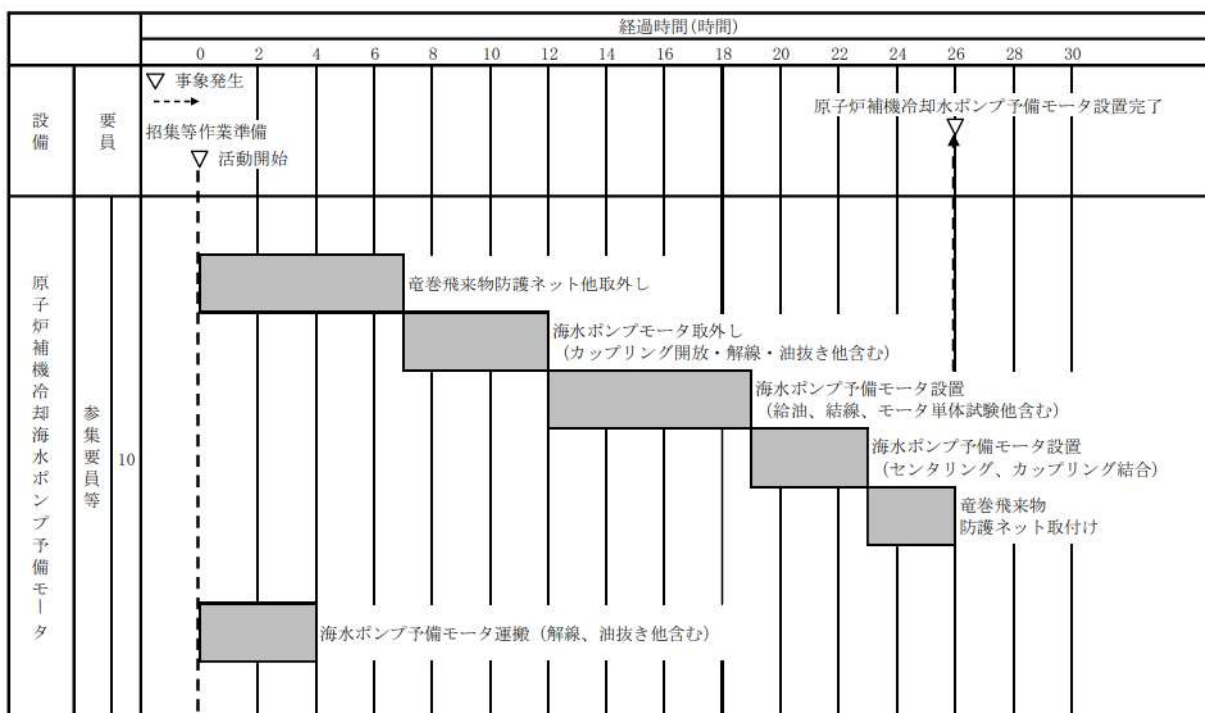 経過時間(時間)
0 2 4 6 8 10 12 14 16 18 20 22 24 26 28 30
設備
要員
▽ 事象発生
招集等作業準備
▽ 活動開始
原子炉補機冷却水ポンプ予備モータ設置完了
▽
原子炉補機冷却海水ポンプ予備モータ
参集要員等
10
竜巻飛来物防護ネット他取外し
海水ポンプモータ取外し
(カップリング開放・解線・油抜き他含む)
海水ポンプ予備モータ設置
(給油、結線、モータ単体試験他含む)
海水ポンプ予備モータ設置
(センタリング、カップリング結合)
竜巻飛来物
防護ネット取付け
海水ポンプ予備モータ運搬(解線、油抜き他含む)